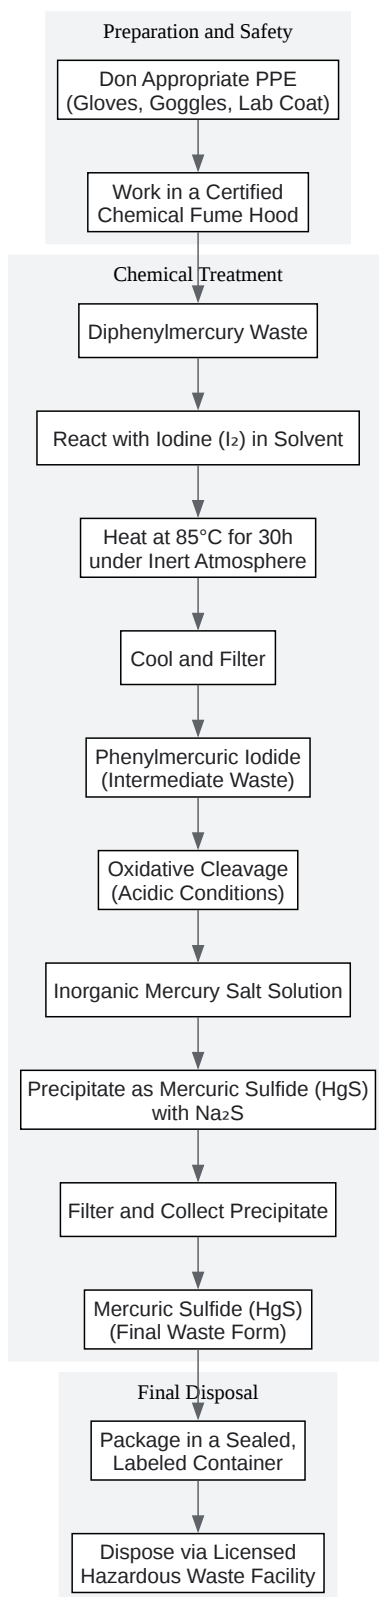 Preparation and Safety
Don Appropriate PPE
(Gloves, Goggles, Lab Coat)
Work in a Certified
Chemical Fume Hood
Chemical Treatment
Diphenylmercury Waste
React with Iodine (I₂) in Solvent
Heat at 85°C for 30h
under Inert Atmosphere
Cool and Filter
Phenylmercuric Iodide
(Intermediate Waste)
Oxidative Cleavage
(Acidic Conditions)
Inorganic Mercury Salt Solution
Precipitate as Mercuric Sulfide (HgS)
with Na₂S
Filter and Collect Precipitate
Mercuric Sulfide (HgS)
(Final Waste Form)
Final Disposal
Package in a Sealed,
Labeled Container
Dispose via Licensed
Hazardous Waste Facility